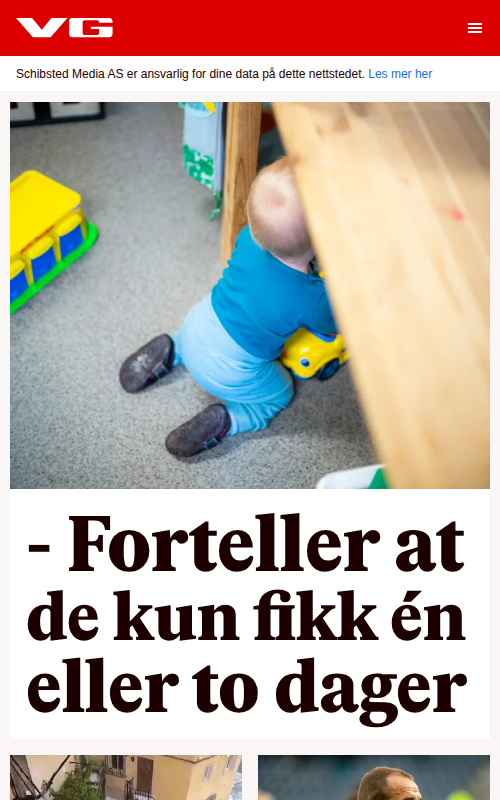 VG
Schibsted Media AS er ansvarlig for dine data på dette nettstedet. Les mer her
- Forteller at
de kun fikk én
eller to dager